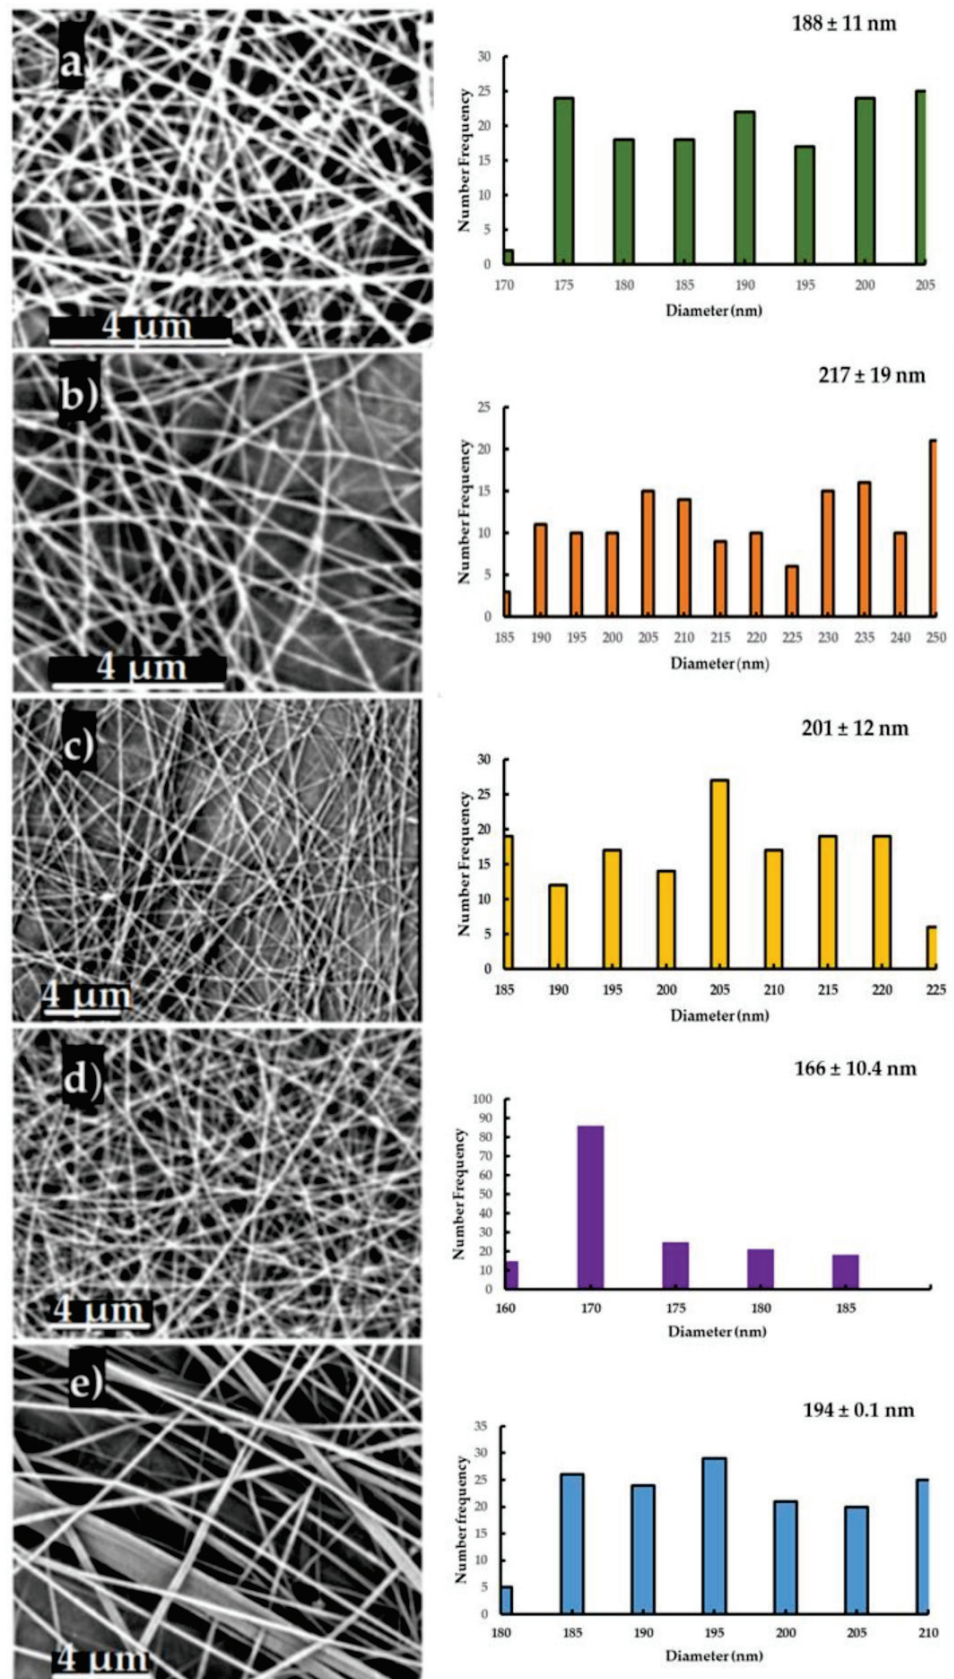 a
4 µm
188 ± 11 nm
30
25
20
15
10
5
0
Number Frequency
170 175 180 185 190 195 200 205
Diameter (nm)
b)
4 µm
217 ± 19 nm
25
20
15
10
5
0
Number Frequency
185 190 195 200 205 210 215 220 225 230 235 240 250
Diameter (nm)
c)
4 µm
201 ± 12 nm
30
25
20
15
10
5
0
Number Frequency
185 190 195 200 205 210 215 220 225
Diameter (nm)
d)
4 µm
166 ± 10.4 nm
100
90
80
70
60
50
40
30
20
10
0
Number Frequency
160 170 175 180 185
Diameter (nm)
e)
4 µm
194 ± 0.1 nm
35
30
25
20
15
10
5
0
Number frequency
180 185 190 195 200 205 210
Diameter (nm)